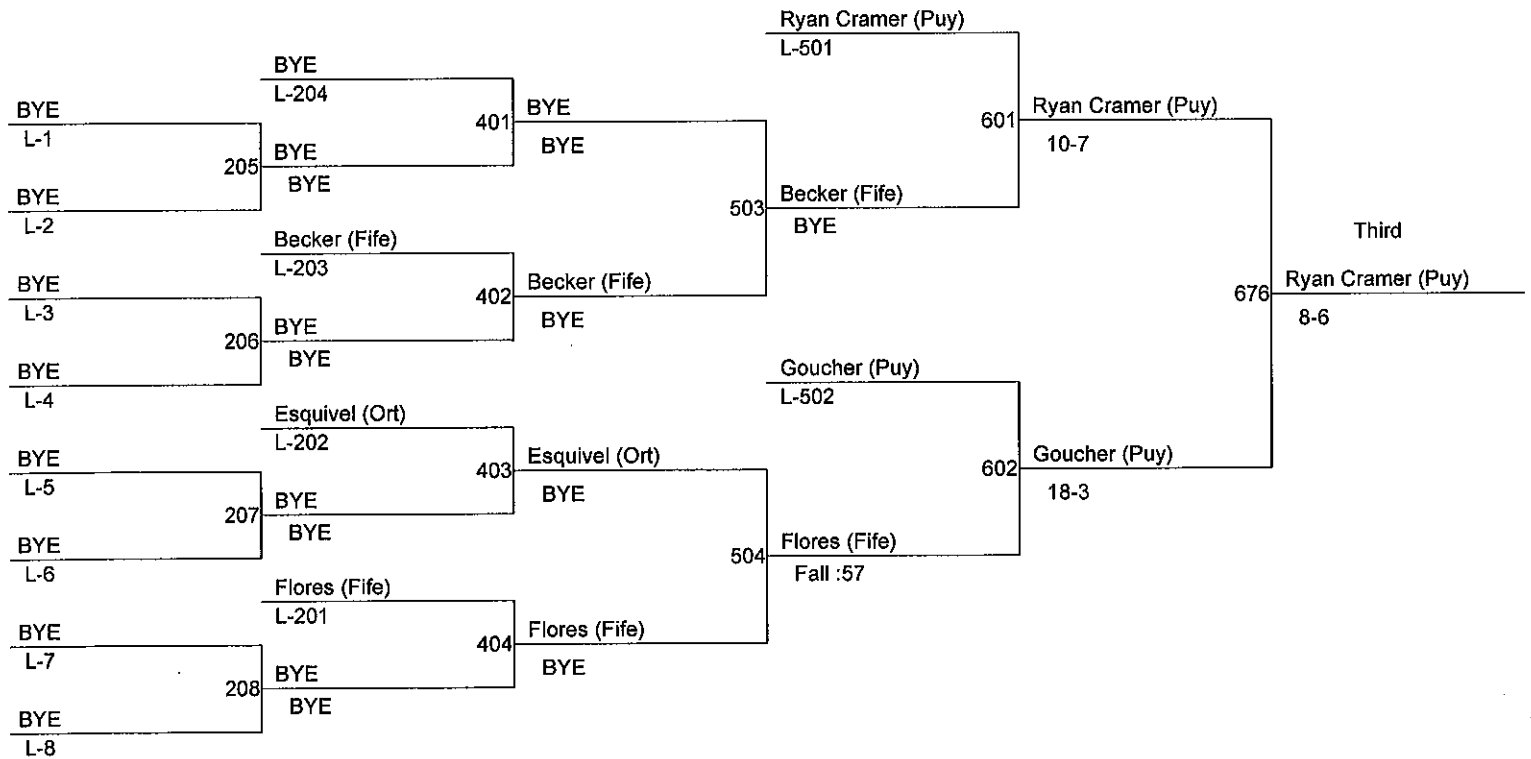 BYE
L-1
BYE
L-2
BYE
L-3
BYE
L-4
BYE
L-5
BYE
L-6
BYE
L-7
BYE
L-8
205
206
207
208
BYE
L-204
BYE
BYE
Becker (Fife)
L-203
BYE
BYE
Esquivel (Ort)
L-202
BYE
BYE
Flores (Fife)
L-201
BYE
BYE
401
402
403
404
BYE
BYE
Becker (Fife)
BYE
Esquivel (Ort)
BYE
Flores (Fife)
BYE
503
504
Ryan Cramer (Puy)
L-501
Becker (Fife)
BYE
Goucher (Puy)
L-502
Flores (Fife)
Fall :57
601
602
Ryan Cramer (Puy)
10-7
Goucher (Puy)
18-3
676
Third
Ryan Cramer (Puy)
8-6